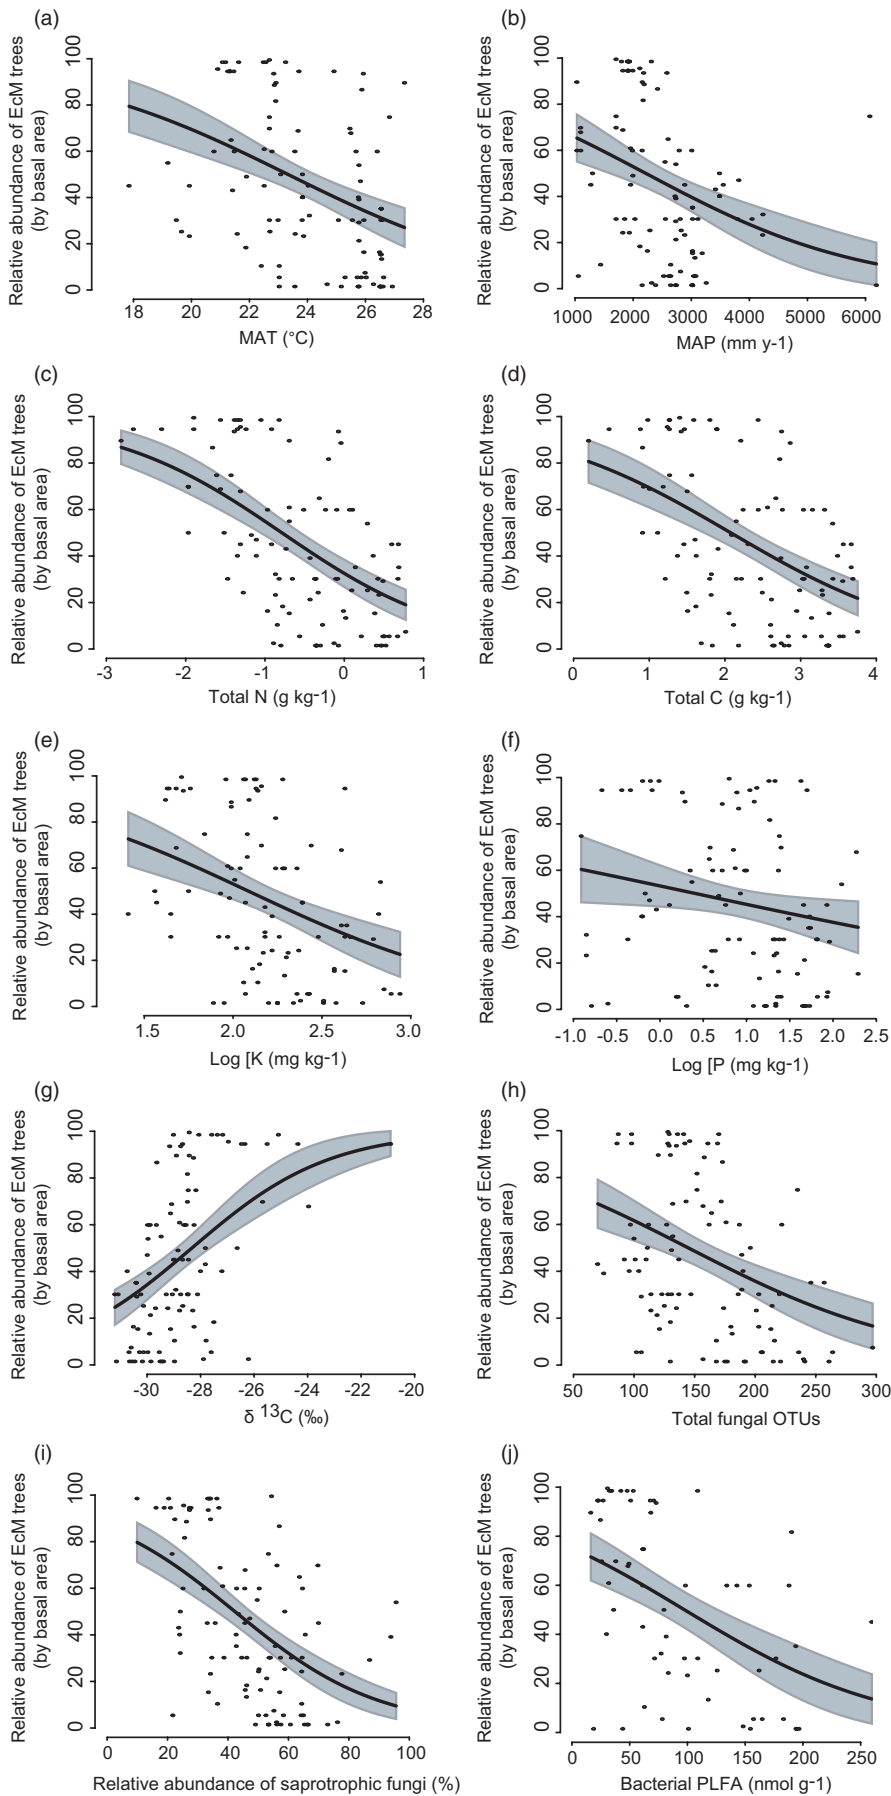 (a)
Relative abundance of EcM trees
(by basal area)
0 20 40 60 80 100
18 20 22 24 26 28
MAT (°C)
(b)
Relative abundance of EcM trees
(by basal area)
0 20 40 60 80 100
1000 2000 3000 4000 5000 6000
MAP (mm y-1)
(c)
Relative abundance of EcM trees
(by basal area)
0 20 40 60 80 100
-3 -2 -1 0 1
Total N (g kg-1)
(d)
Relative abundance of EcM trees
(by basal area)
0 20 40 60 80 100
0 1 2 3 4
Total C (g kg-1)
(e)
Relative abundance of EcM trees
(by basal area)
0 20 40 60 80 100
1.5 2.0 2.5 3.0
Log [K (mg kg-1)
(f)
Relative abundance of EcM trees
(by basal area)
0 20 40 60 80 100
-1.0 -0.5 0.0 0.5 1.0 1.5 2.0 2.5
Log [P (mg kg-1)
(g)
Relative abundance of EcM trees
(by basal area)
0 20 40 60 80 100
-30 -28 -26 -24 -22 -20
δ 13C (‰)
(h)
Relative abundance of EcM trees
(by basal area)
0 20 40 60 80 100
50 100 150 200 250 300
Total fungal OTUs
(i)
Relative abundance of EcM trees
(by basal area)
0 20 40 60 80 100
0 20 40 60 80 100
Relative abundance of saprotrophic fungi (%)
(j)
Relative abundance of EcM trees
(by basal area)
0 20 40 60 80 100
0 50 100 150 200 250
Bacterial PLFA (nmol g-1)